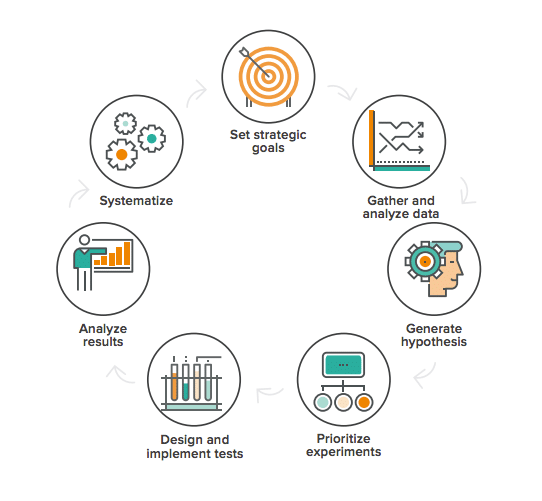 Set strategic
goals
Gather and
analyze data
Generate
hypothesis
Prioritize
experiments
Design and
implement tests
Analyze
results
Systematize